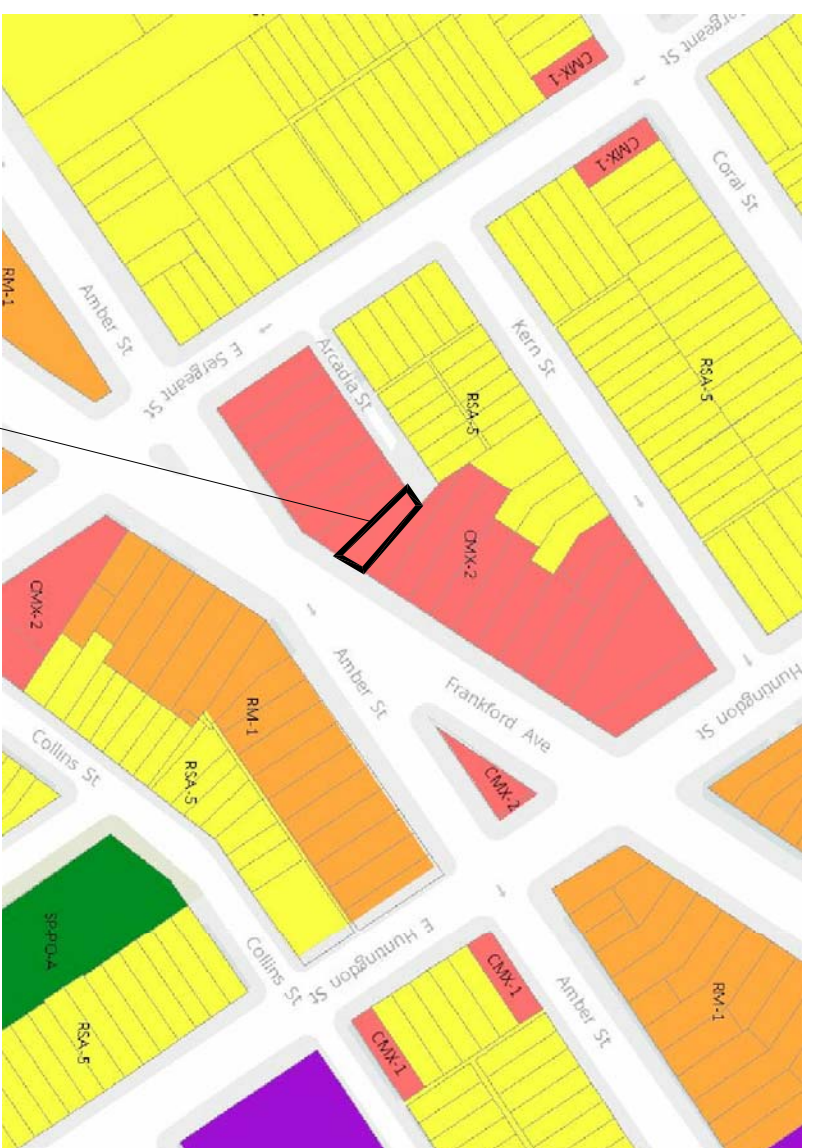 E Sergeant St
CMX-1
CMX-1
Coral St
RM-1
Amber St
Kern St
E Sergeant St
Arcadia St
RSA-5
RSA-5
CMX-2
CMX-2
Amber St
Huntingdon St
Frankford Ave
RM-1
Collins St
RSA-5
CMX-2
SP-PO-A
E Huntingdon St
Collins St
CMX-1
Amber St
RM-1
RSA-5
CMX-1